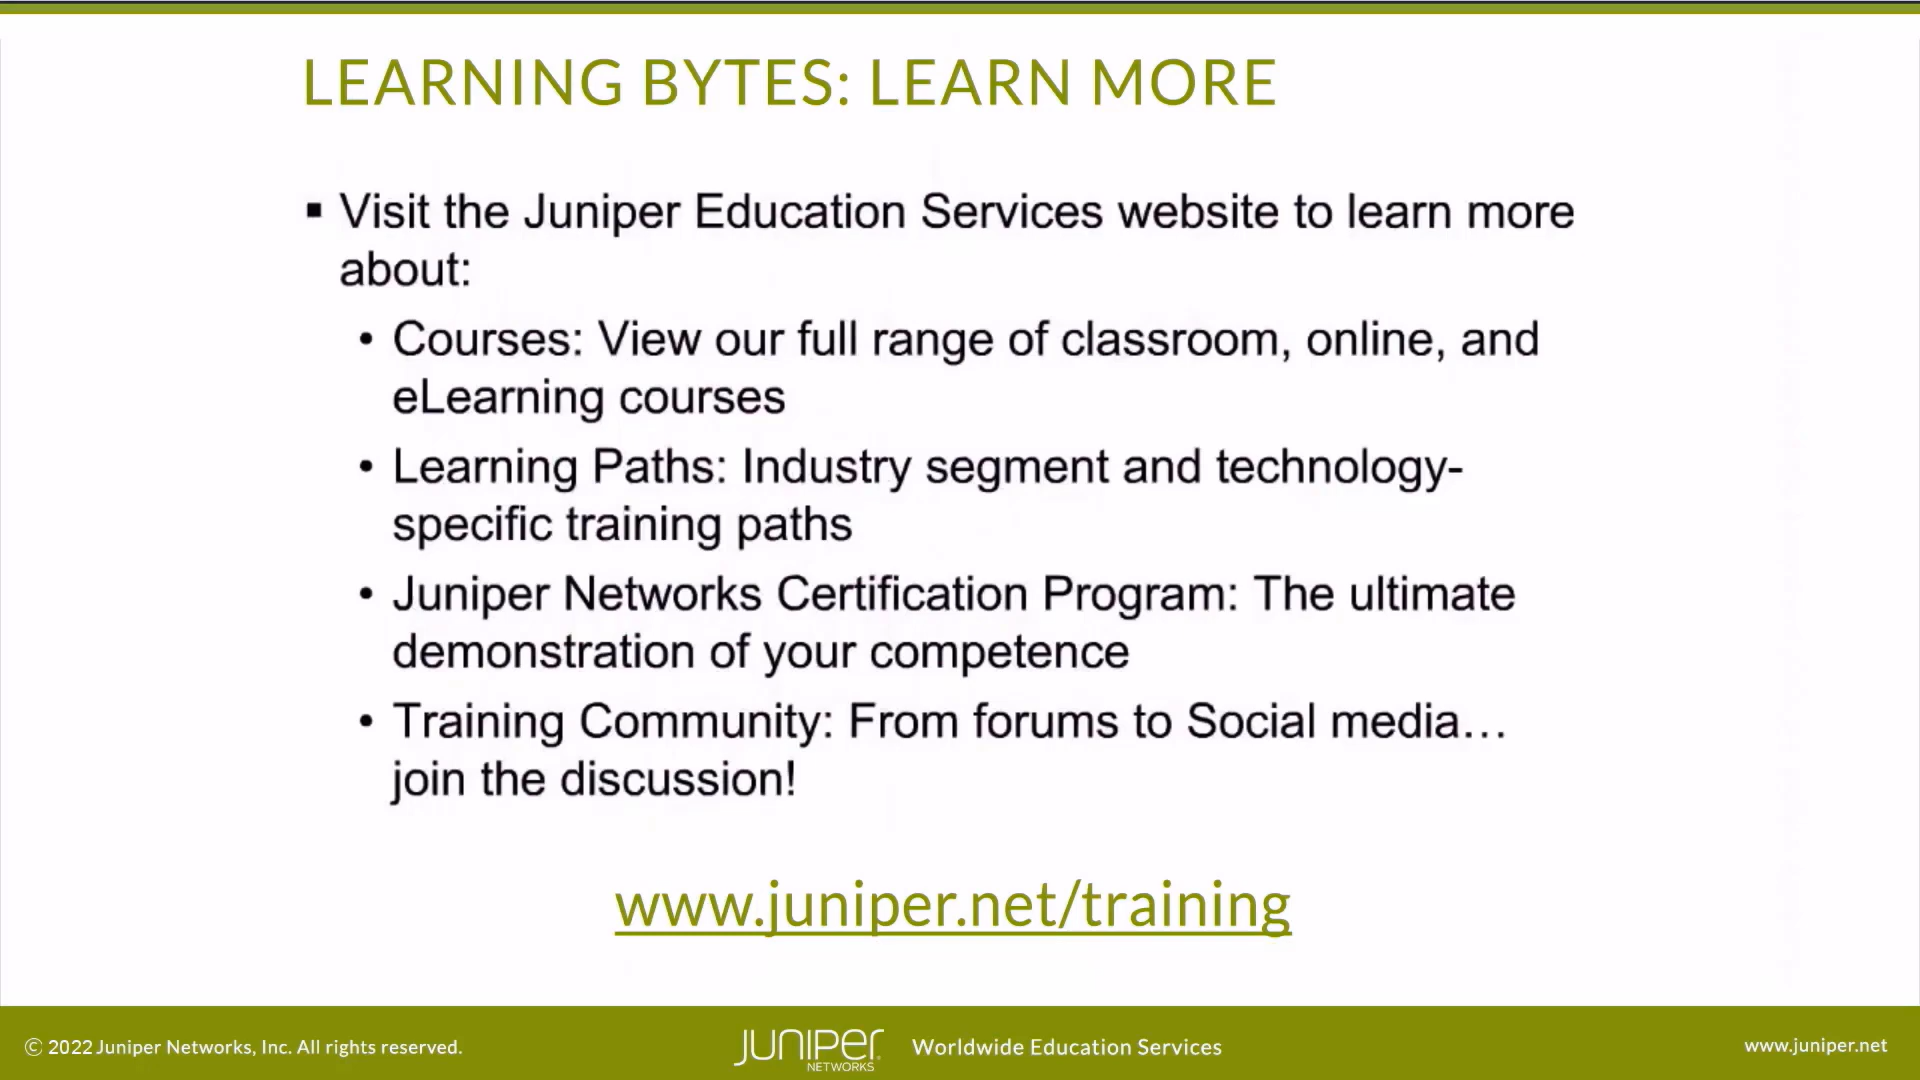 LEARNING BYTES: LEARN MORE
▪ Visit the Juniper Education Services website to learn more
about:
• Courses: View our full range of classroom, online, and
eLearning courses
• Learning Paths: Industry segment and technology-
specific training paths
• Juniper Networks Certification Program: The ultimate
demonstration of your competence
• Training Community: From forums to Social media…
join the discussion!
www.juniper.net/training
© 2022 Juniper Networks, Inc. All rights reserved.
JUNIPER
NETWORKS
Worldwide Education Services
www.juniper.net